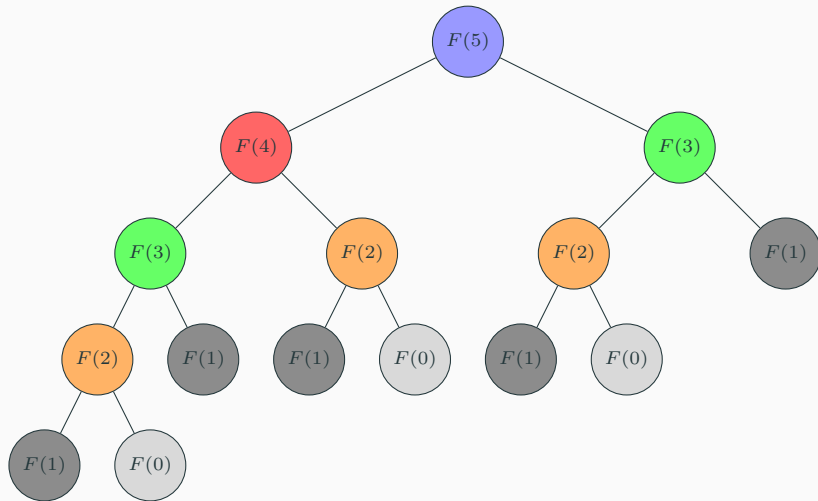 F(5)
F(4) F(3)
F(3) F(2) F(2) F(1)
F(2) F(1) F(1) F(0) F(1) F(0)
F(1) F(0)